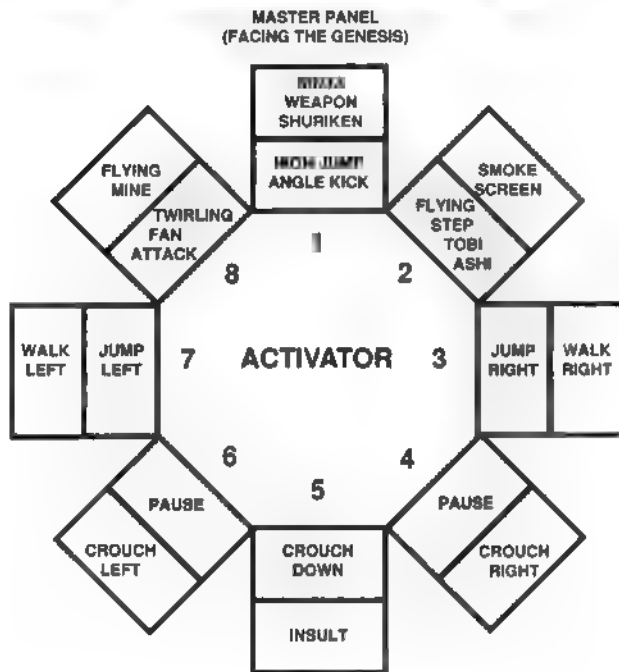 MASTER PANEL
(FACING THE GENESIS)
WEAPON
SHURIKEN
HIGH JUMP
ANGLE KICK
1
SMOKE
SCREEN
FLYING
STEP
TOBI
ASHI
2
JUMP
RIGHT
WALK
RIGHT
3
PAUSE
CROUCH
RIGHT
4
CROUCH
DOWN
INSULT
5
PAUSE
CROUCH
LEFT
6
WALK
LEFT
JUMP
LEFT
7
FLYING
MINE
TWIRLING
FAN
ATTACK
8
ACTIVATOR